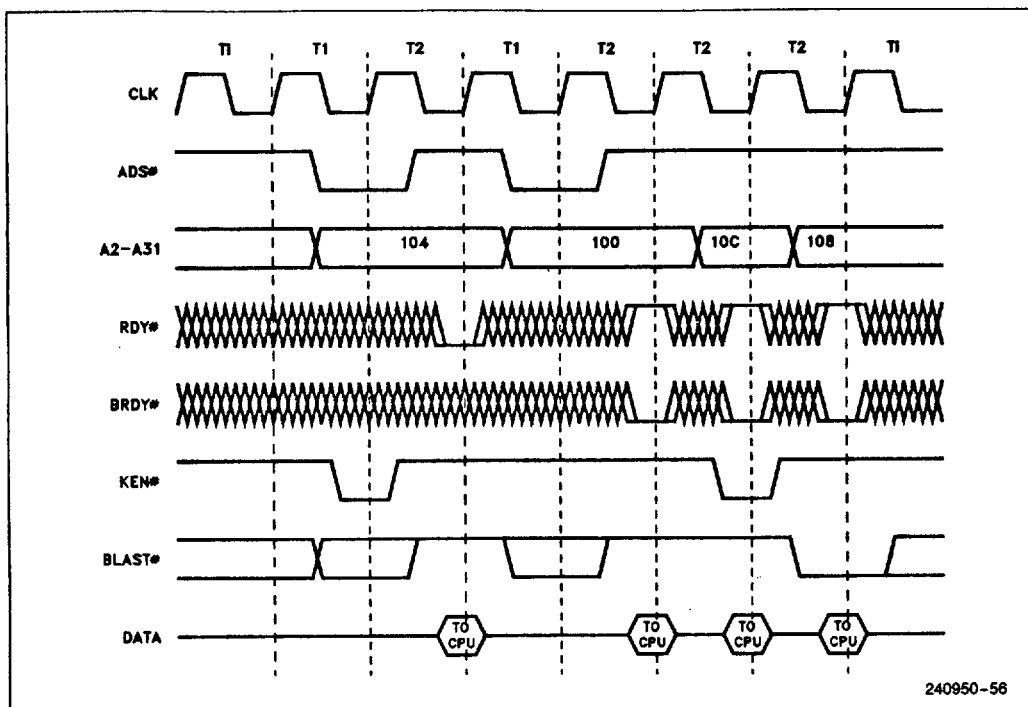 TI T1 T2 T1 T2 T2 T2 TI
CLK
ADS#
A2-A31 104 100 10C 108
RDY#
BRDY#
KEN#
BLAST#
DATA TO CPU TO CPU TO CPU TO CPU
240950-56